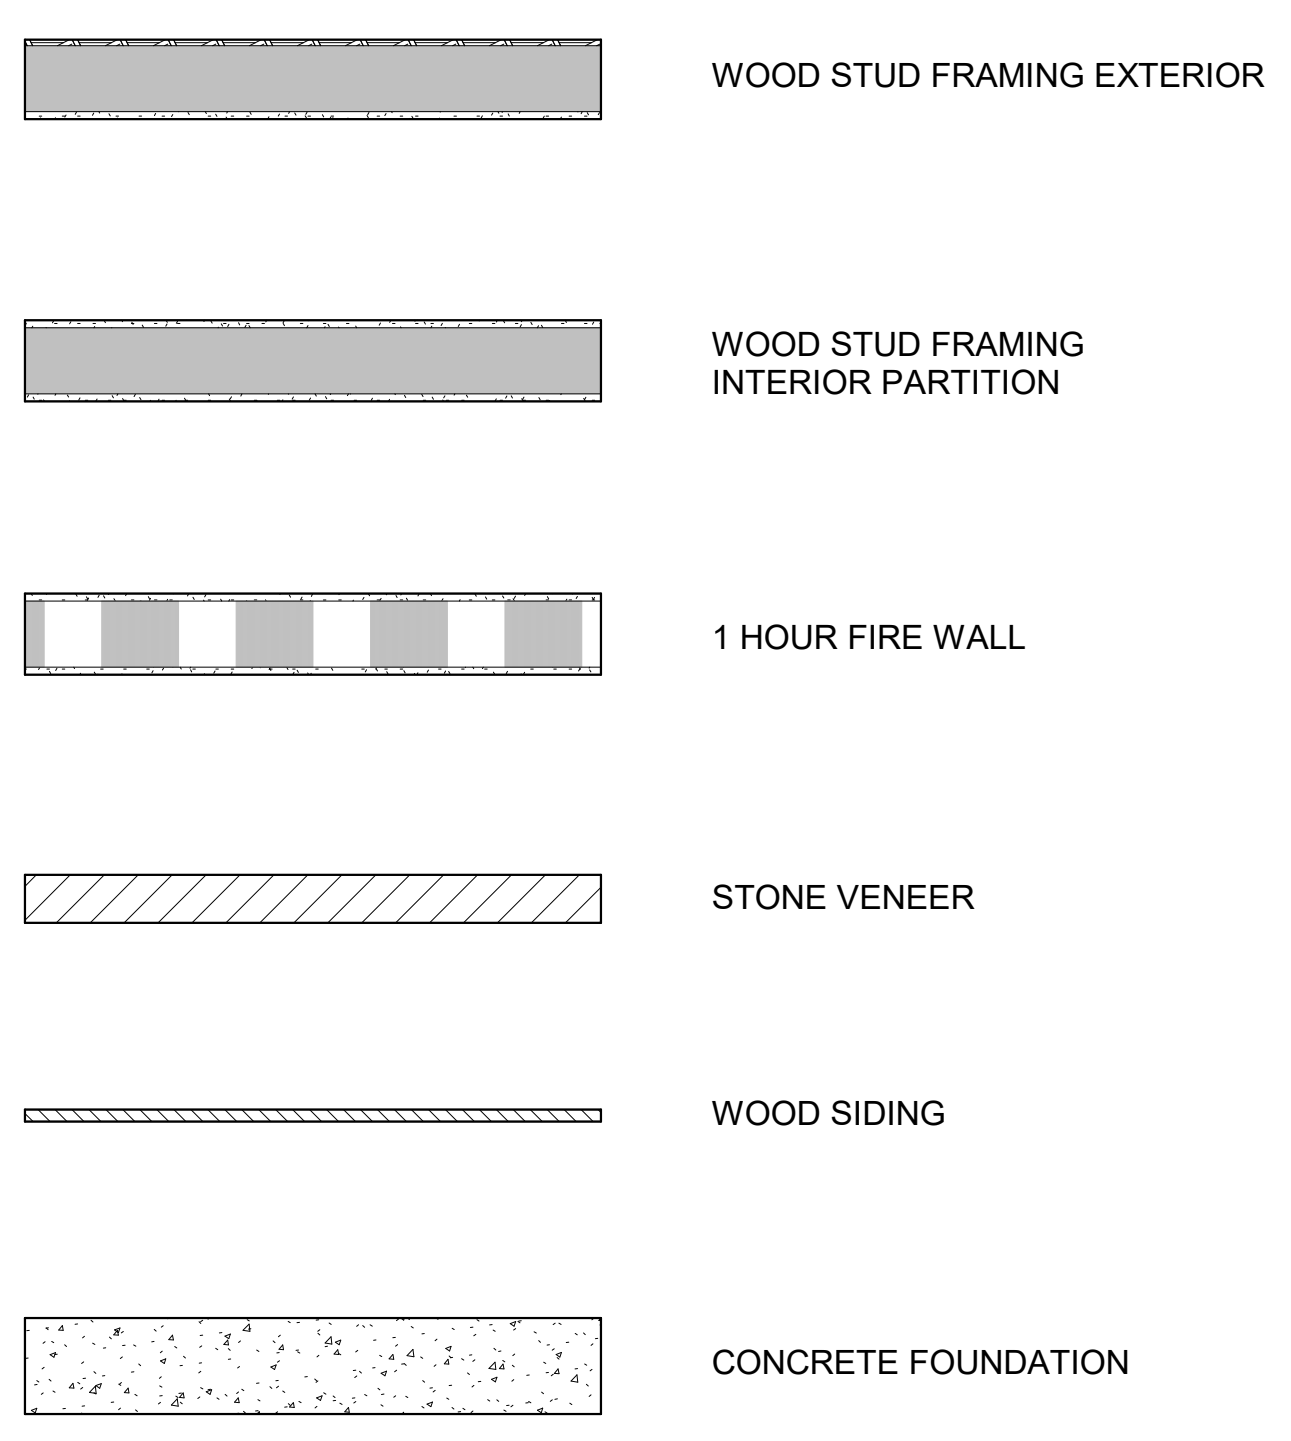 WOOD STUD FRAMING EXTERIOR
WOOD STUD FRAMING
INTERIOR PARTITION
1 HOUR FIRE WALL
STONE VENEER
WOOD SIDING
CONCRETE FOUNDATION